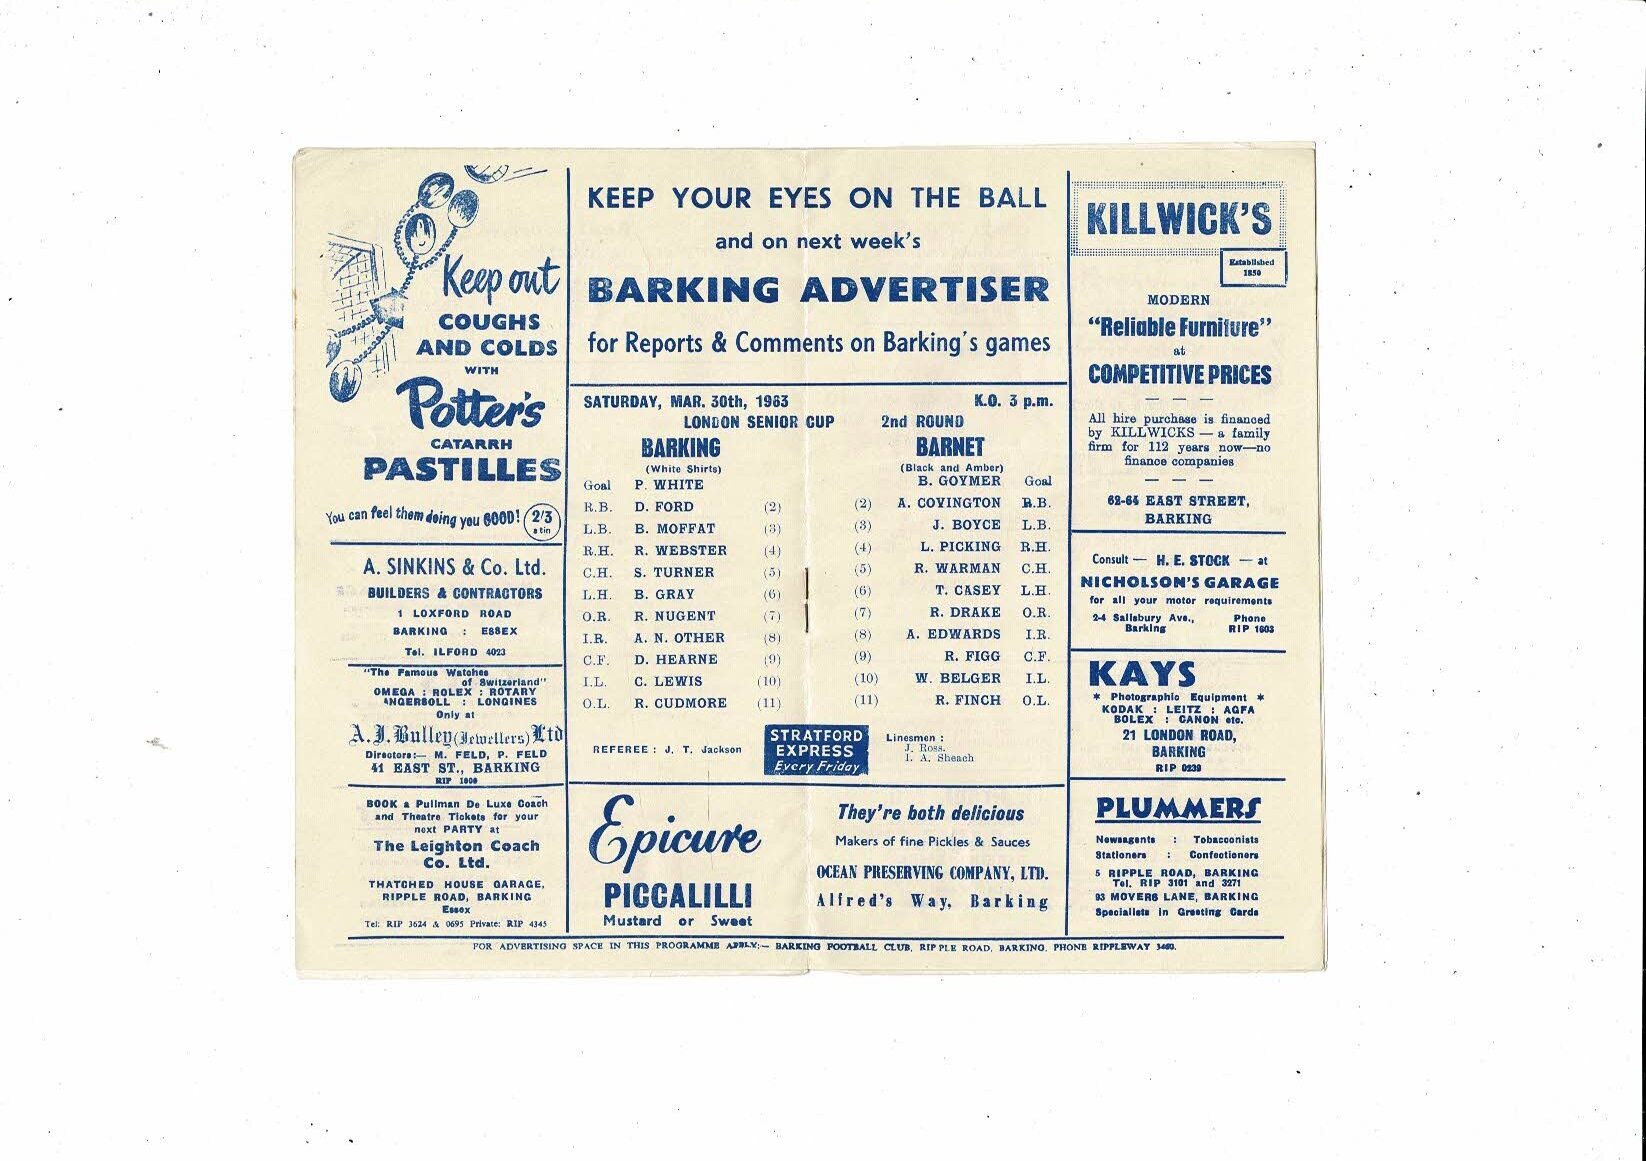 Keep out
COUGHS
AND COLDS
WITH
Potter's
CATARRH
PASTILLES
You can feel them doing you GOOD!
2/3
a tin
A. SINKINS & Co. Ltd.
BUILDERS & CONTRACTORS
1 LOXFORD ROAD
BARKING : ESSEX
Tel. ILFORD 4023
"The Famous Watches
of Switzerland"
OMEGA : ROLEX : ROTARY
INGERSOLL : LONGINES
Only at
A. J. Bulley (Jewellers) Ltd
Directors:— M. FELD, P. FELD
41 EAST ST., BARKING
RIP 1806
BOOK a Pullman De Luxe Coach
and Theatre Tickets for your
next PARTY at
The Leighton Coach
Co. Ltd.
THATCHED HOUSE GARAGE,
RIPPLE ROAD, BARKING
Essex
Tel: RIP 3624 & 0695 Private: RIP 4345
KEEP YOUR EYES ON THE BALL
and on next week's
BARKING ADVERTISER
for Reports & Comments on Barking's games
SATURDAY, MAR. 30th, 1963 K.O. 3 p.m.
LONDON SENIOR CUP 2nd ROUND
BARKING BARNET
(White Shirts) (Black and Amber)
Goal P. WHITE B. GOYMER Goal
R.B. D. FORD (2) (2) A. COVINGTON R.B.
L.B. B. MOFFAT (3) (3) J. BOYCE L.B.
R.H. R. WEBSTER (4) (4) L. PICKING R.H.
C.H. S. TURNER (5) (5) R. WARMAN C.H.
L.H. B. GRAY (6) (6) T. CASEY L.H.
O.R. R. NUGENT (7) (7) R. DRAKE O.R.
I.R. A. N. OTHER (8) (8) A. EDWARDS I.R.
C.F. D. HEARNE (9) (9) R. FIGG C.F.
I.L. C. LEWIS (10) (10) W. BELGER I.L.
O.L. R. CUDMORE (11) (11) R. FINCH O.L.
REFEREE : J. T. Jackson
STRATFORD
EXPRESS
Every Friday
Linesmen :
J. Ross.
I. A. Sheach
Epicure
PICCALILLI
Mustard or Sweet
They're both delicious
Makers of fine Pickles & Sauces
OCEAN PRESERVING COMPANY, LTD.
Alfred's Way, Barking
KILLWICK'S
Established
1850
MODERN
"Reliable Furniture"
at
COMPETITIVE PRICES
All hire purchase is financed
by KILLWICKS — a family
firm for 112 years now—no
finance companies
62-64 EAST STREET,
BARKING
Consult — H. E. STOCK — at
NICHOLSON'S GARAGE
for all your motor requirements
2-4 Salisbury Ave., Phone
Barking RIP 1603
KAYS
* Photographic Equipment *
KODAK : LEITZ : AGFA
BOLEX : CANON etc.
21 LONDON ROAD,
BARKING
RIP 0239
PLUMMERS
Newsagents : Tobacconists
Stationers : Confectioners
5 RIPPLE ROAD, BARKING
Tel. RIP 3101 and 3271
93 MOVERS LANE, BARKING
Specialists in Greeting Cards
FOR ADVERTISING SPACE IN THIS PROGRAMME APPLY:— BARKING FOOTBALL CLUB, RIPPLE ROAD, BARKING. PHONE RIPPLEWAY